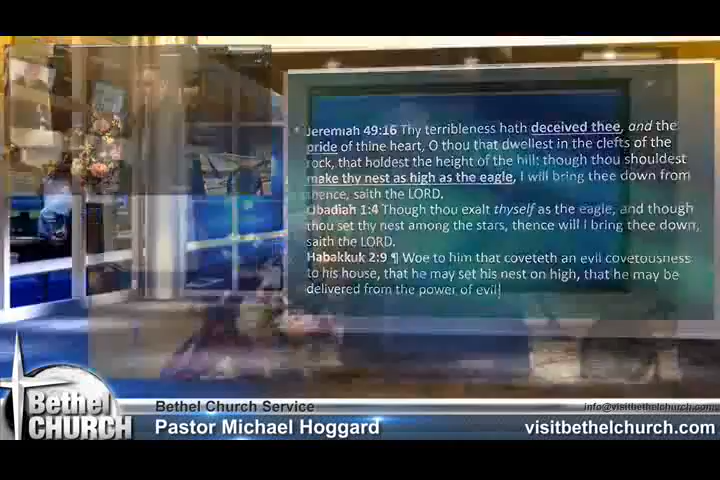 Jeremiah 49:16 Thy terribleness hath deceived thee, and the
pride of thine heart, O thou that dwellest in the clefts of the
rock, that holdest the height of the hill: though thou shouldest
make thy nest as high as the eagle, I will bring thee down from
thence, saith the LORD.
Obadiah 1:4 Though thou exalt thyself as the eagle, and though
thou set thy nest among the stars, thence will I bring thee down,
saith the LORD.
Habakkuk 2:9 ¶ Woe to him that coveteth an evil covetousness
to his house, that he may set his nest on high, that he may be
delivered from the power of evil
Bethel
CHURCH
Bethel Church Service
info@visitbethelchurch.com
Pastor Michael Hoggard
visitbethelchurch.com